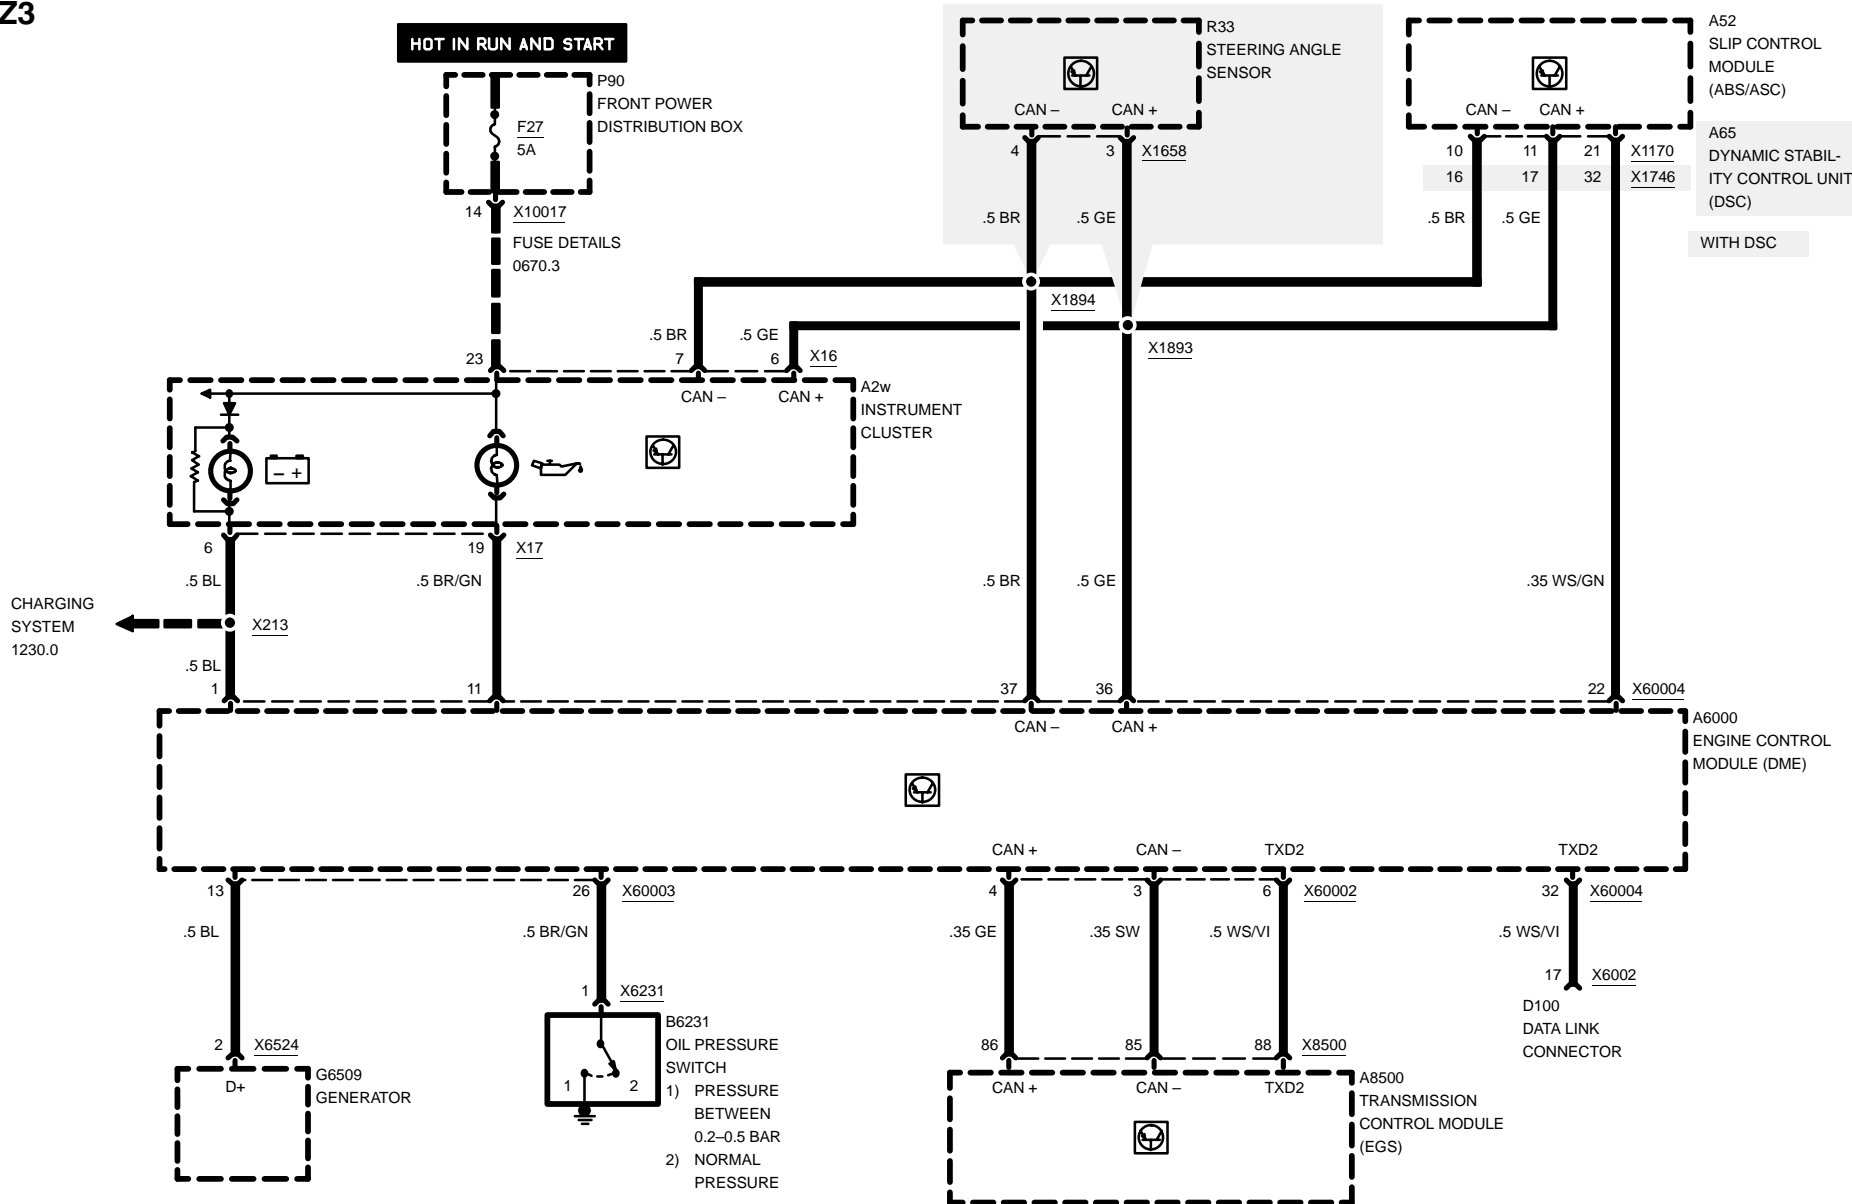 Z3
HOT IN RUN AND START
P90
FRONT POWER
DISTRIBUTION BOX
F27
5A
14 X10017
FUSE DETAILS
0670.3
R33
STEERING ANGLE
SENSOR
CAN – CAN +
4 3 X1658
.5 BR .5 GE
A52
SLIP CONTROL
MODULE
(ABS/ASC)
CAN – CAN +
10 11 21 X1170
16 17 32 X1746
.5 BR .5 GE
A65
DYNAMIC STABIL-
ITY CONTROL UNIT
(DSC)
WITH DSC
X1894
X1893
.5 BR .5 GE
23 7 6 X16
CAN – CAN +
A2w
INSTRUMENT
CLUSTER
– +
6 19 X17
.5 BL .5 BR/GN .5 BR .5 GE .35 WS/GN
CHARGING
SYSTEM
1230.0
X213
.5 BL
1 11 37 36 22 X60004
CAN – CAN +
A6000
ENGINE CONTROL
MODULE (DME)
CAN + CAN – TXD2 TXD2
13 26 X60003 4 3 6 X60002 32 X60004
.5 BL .5 BR/GN .35 GE .35 SW .5 WS/VI .5 WS/VI
17 X6002
D100
DATA LINK
CONNECTOR
1 X6231
B6231
OIL PRESSURE
SWITCH
1) PRESSURE
BETWEEN
0.2–0.5 BAR
2) NORMAL
PRESSURE
1 2
2 X6524
D+
G6509
GENERATOR
86 85 88 X8500
CAN + CAN – TXD2
A8500
TRANSMISSION
CONTROL MODULE
(EGS)